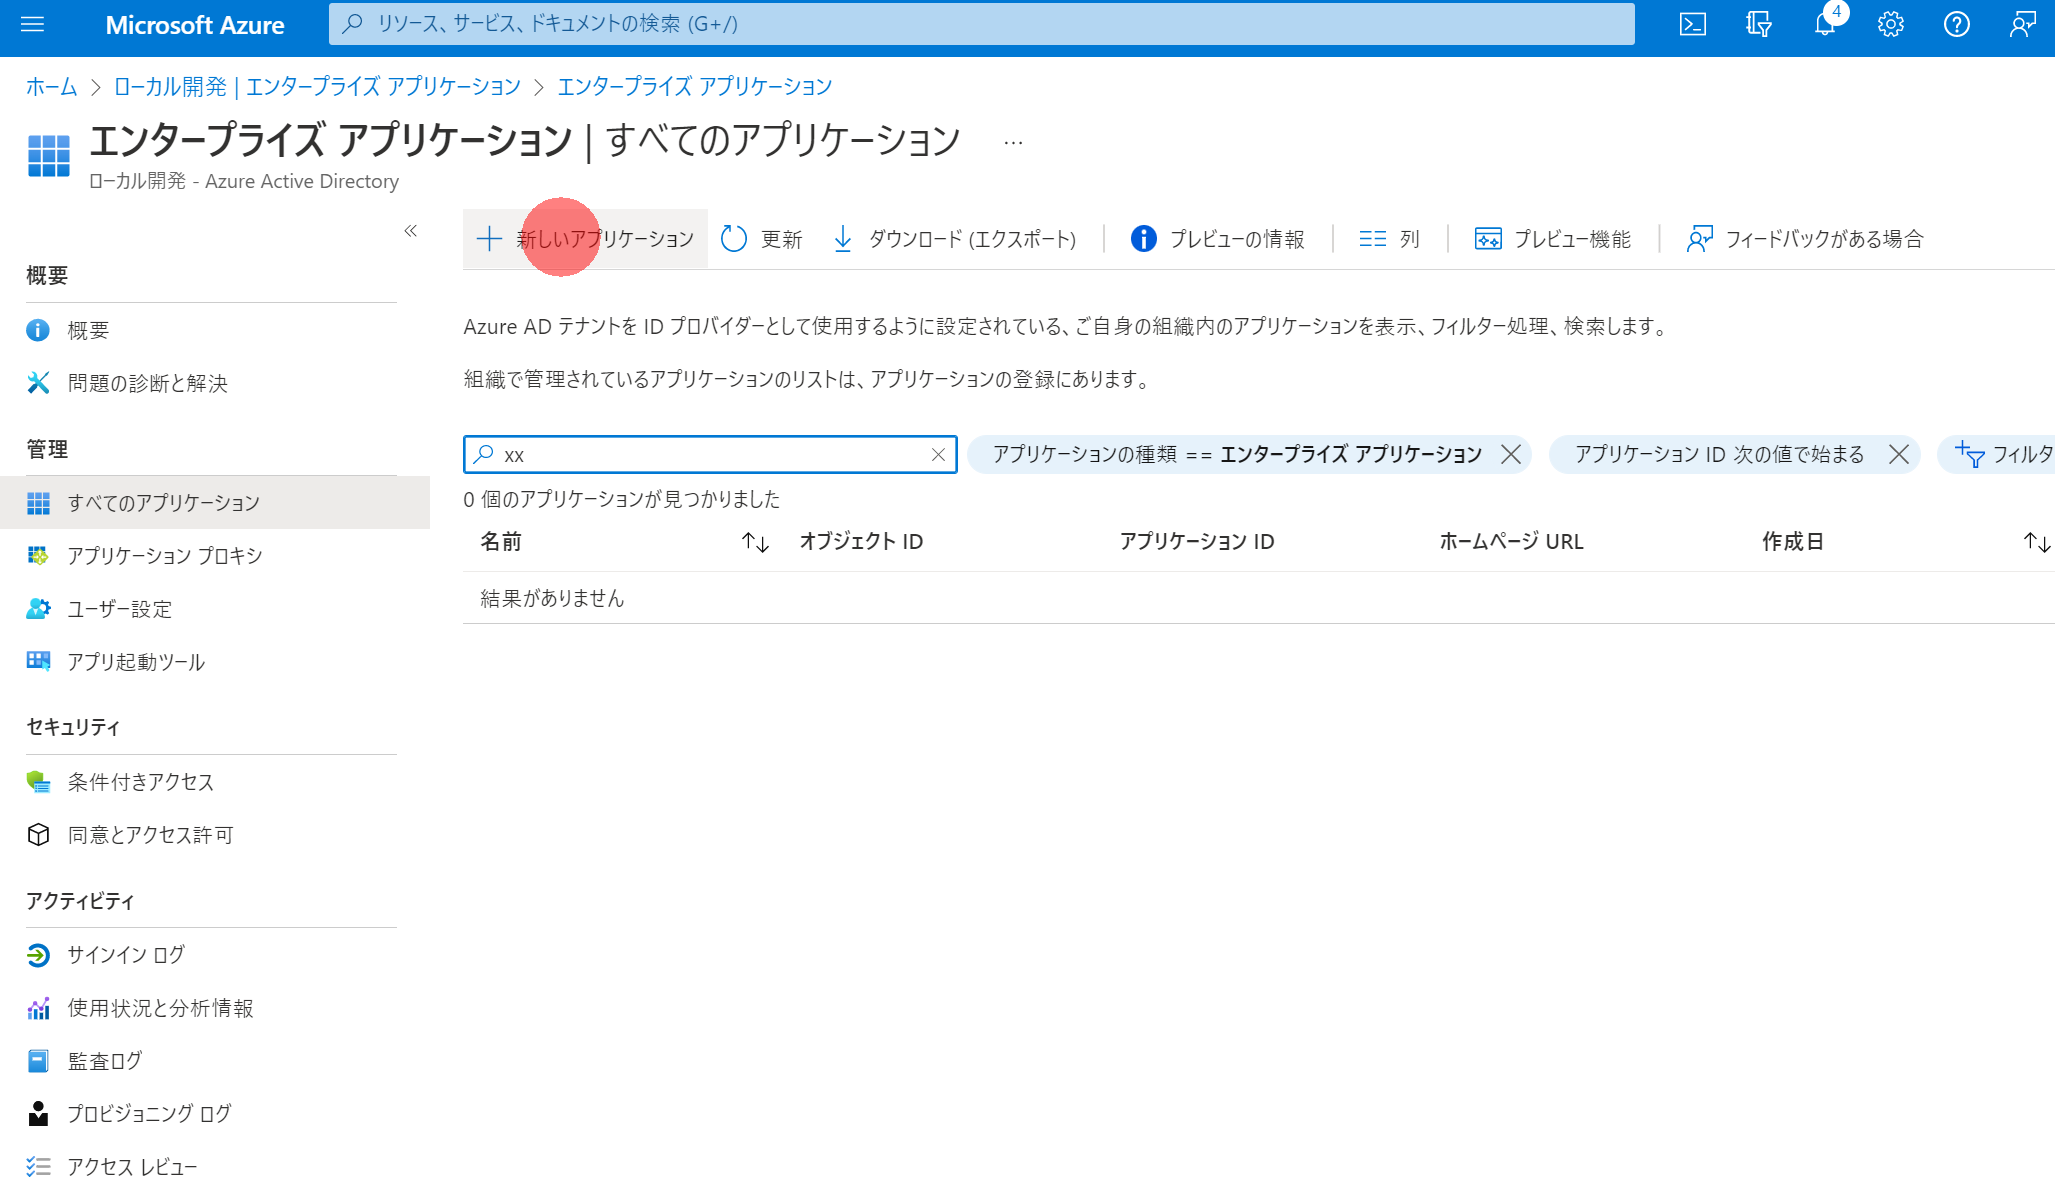 Microsoft Azure
リソース、サービス、ドキュメントの検索 (G+/)
4
ホーム > ローカル開発 | エンタープライズ アプリケーション > エンタープライズ アプリケーション
エンタープライズ アプリケーション | すべてのアプリケーション ...
ローカル開発 - Azure Active Directory
新しいアプリケーション 更新 ダウンロード (エクスポート) プレビューの情報 列 プレビュー機能 フィードバックがある場合
概要
概要
問題の診断と解決
管理
すべてのアプリケーション
アプリケーション プロキシ
ユーザー設定
アプリ起動ツール
セキュリティ
条件付きアクセス
同意とアクセス許可
アクティビティ
サインイン ログ
使用状況と分析情報
監査ログ
プロビジョニング ログ
アクセス レビュー
Azure AD テナントを ID プロバイダーとして使用するように設定されている、ご自身の組織内のアプリケーションを表示、フィルター処理、検索します。
組織で管理されているアプリケーションのリストは、アプリケーションの登録にあります。
xx
アプリケーションの種類 == エンタープライズ アプリケーション
アプリケーション ID 次の値で始まる
フィルタ
0 個のアプリケーションが見つかりました
名前 オブジェクト ID アプリケーション ID ホームページ URL 作成日
結果がありません